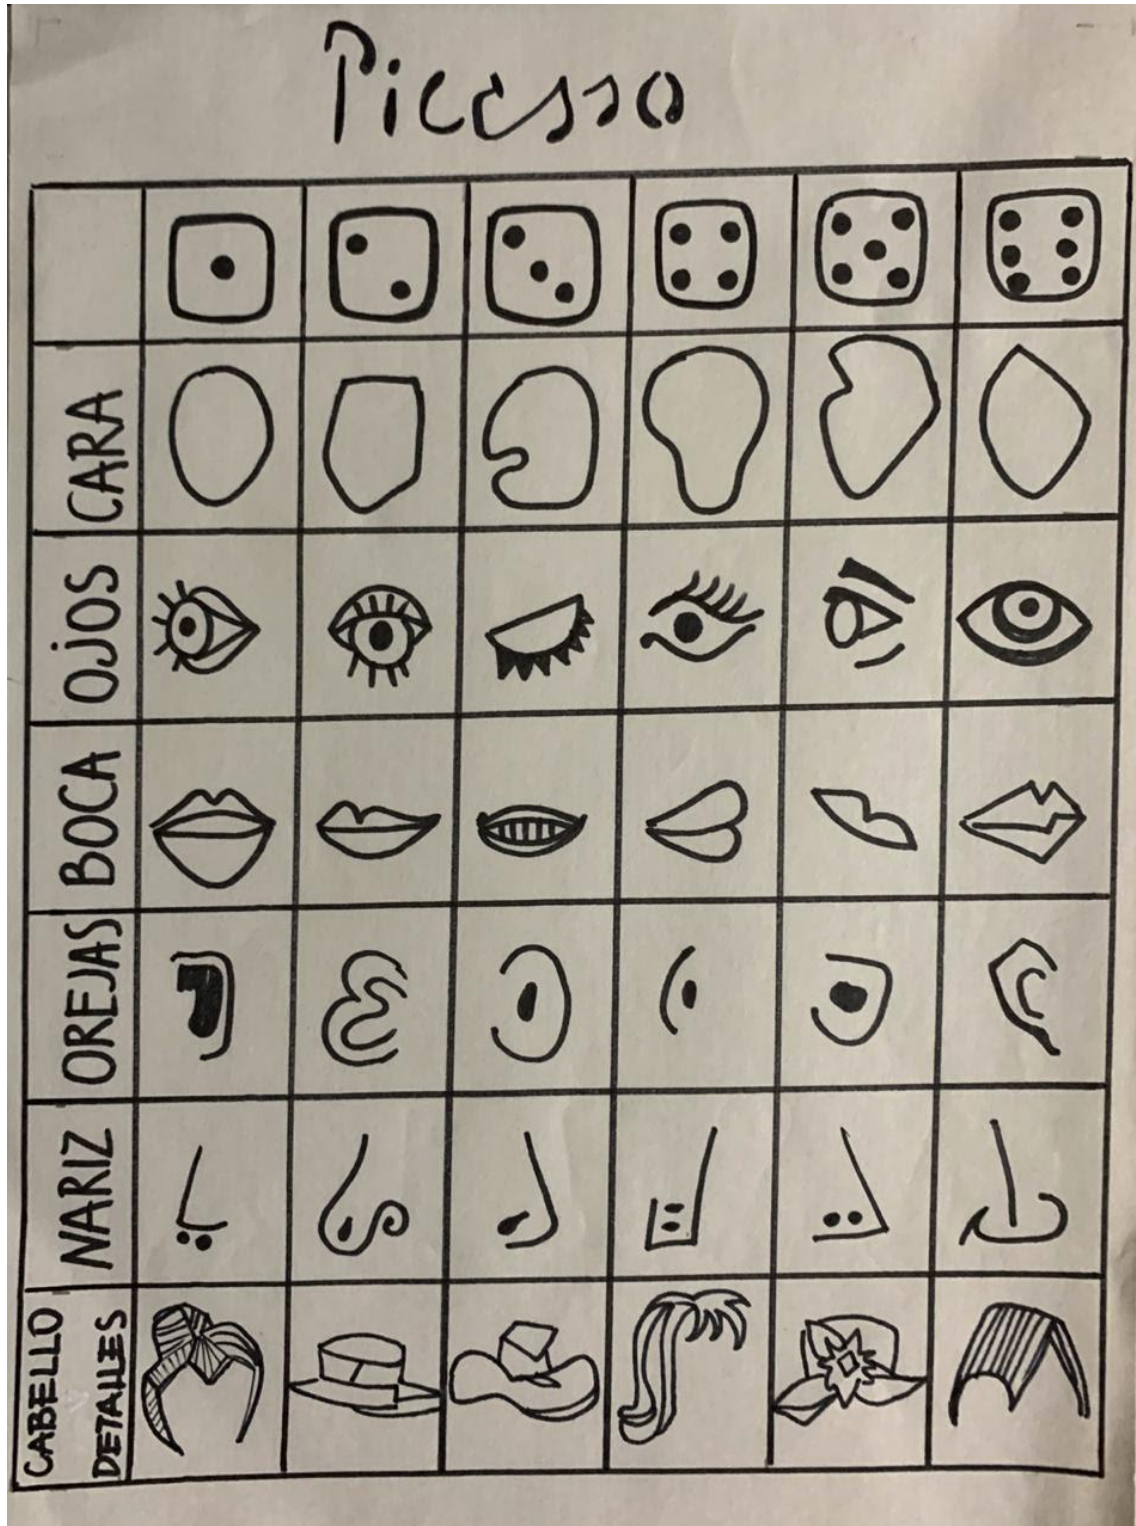 Picasso
CARA
OJOS
BOCA
OREJAS
NARIZ
CABELLO
DETALLES